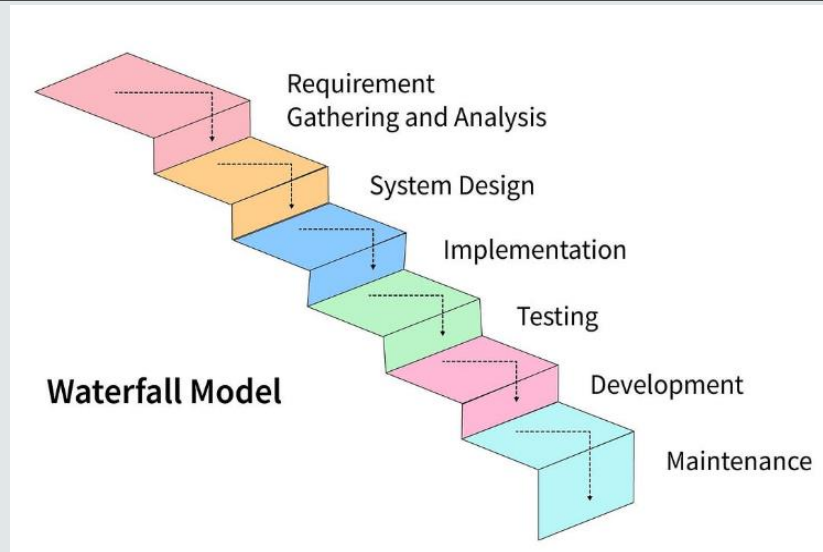 Requirement
Gathering and Analysis
System Design
Implementation
Testing
Waterfall Model
Development
Maintenance